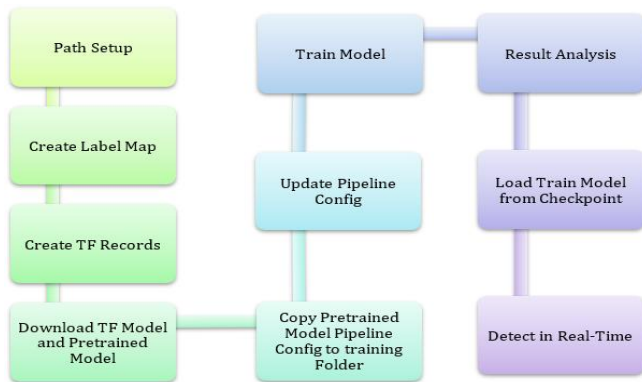 Path Setup
Create Label Map
Create TF Records
Download TF Model
and Pretrained
Model
Copy Pretrained
Model Pipeline
Config to training
Folder
Update Pipeline
Config
Train Model
Result Analysis
Load Train Model
from Checkpoint
Detect in Real-Time